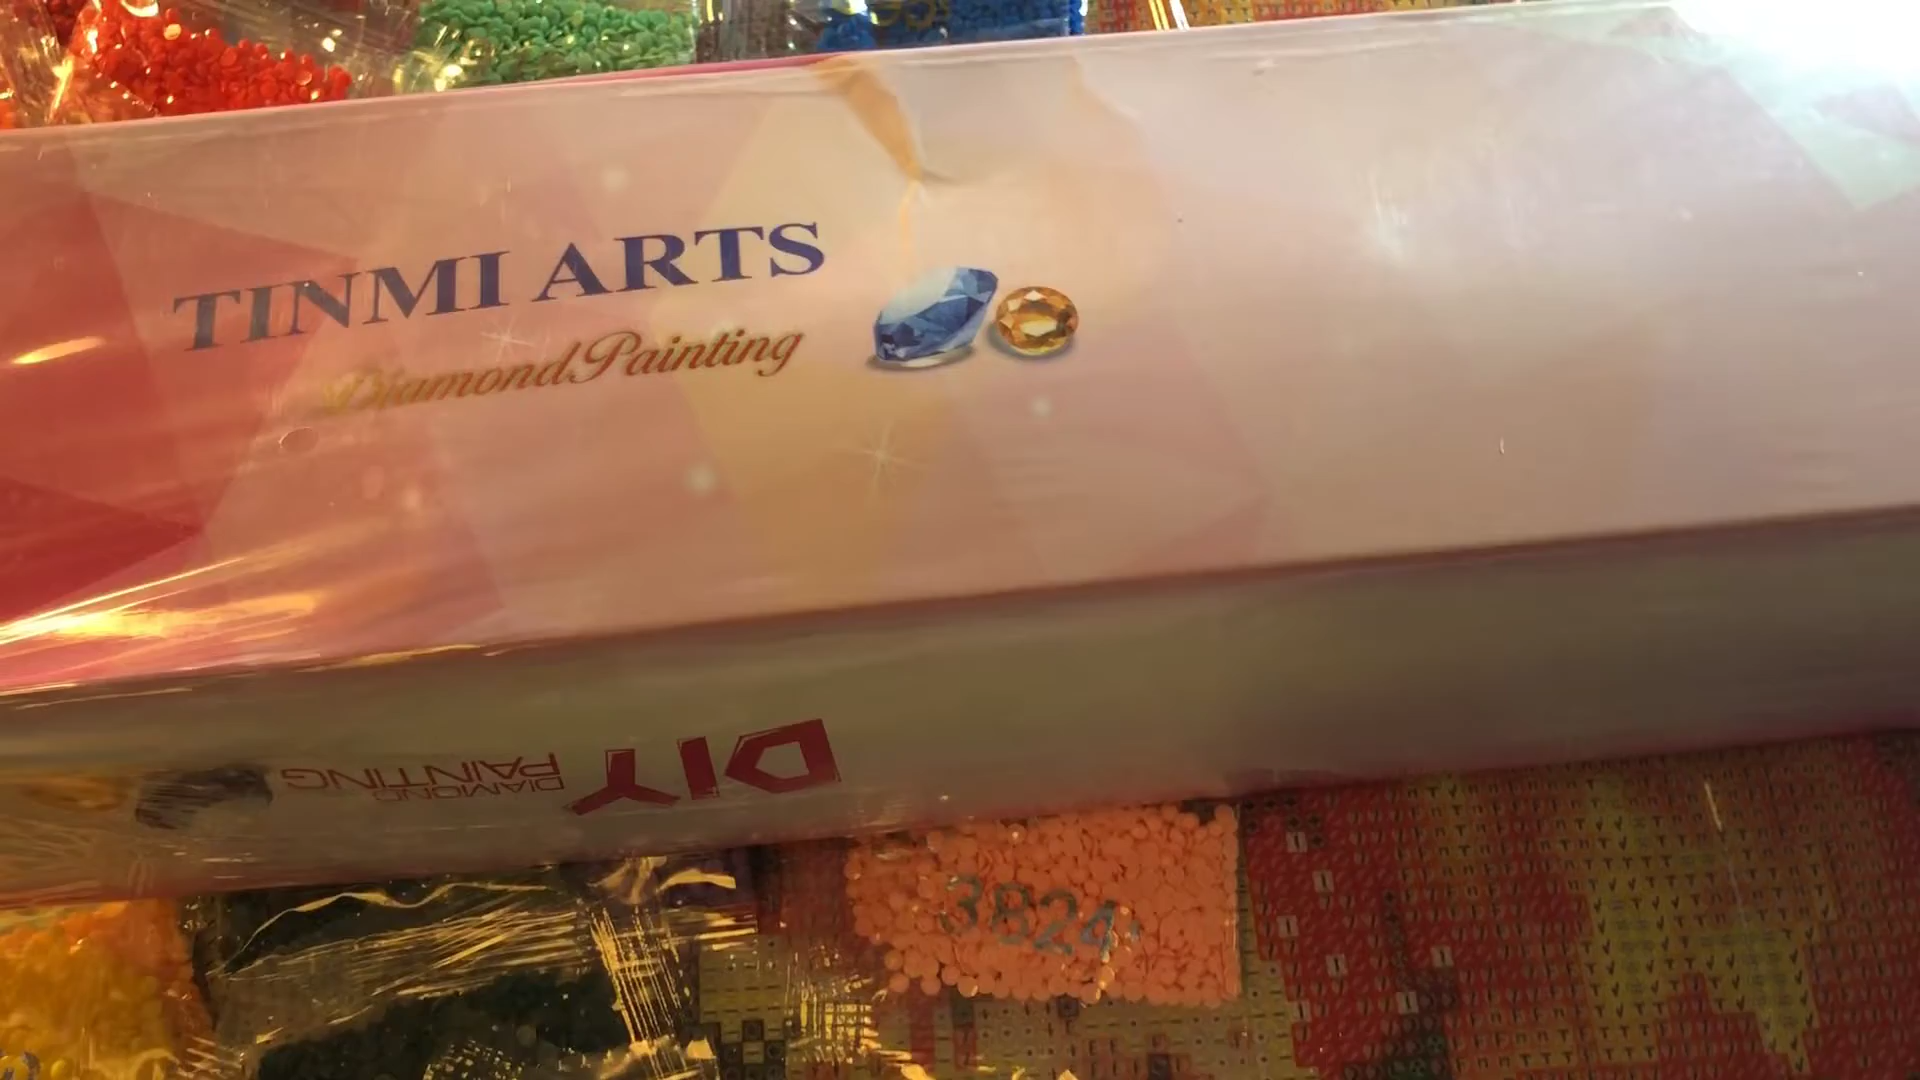 TINMI ARTS
Diamond Painting
DIY
DIAMOND
PAINTING
3824